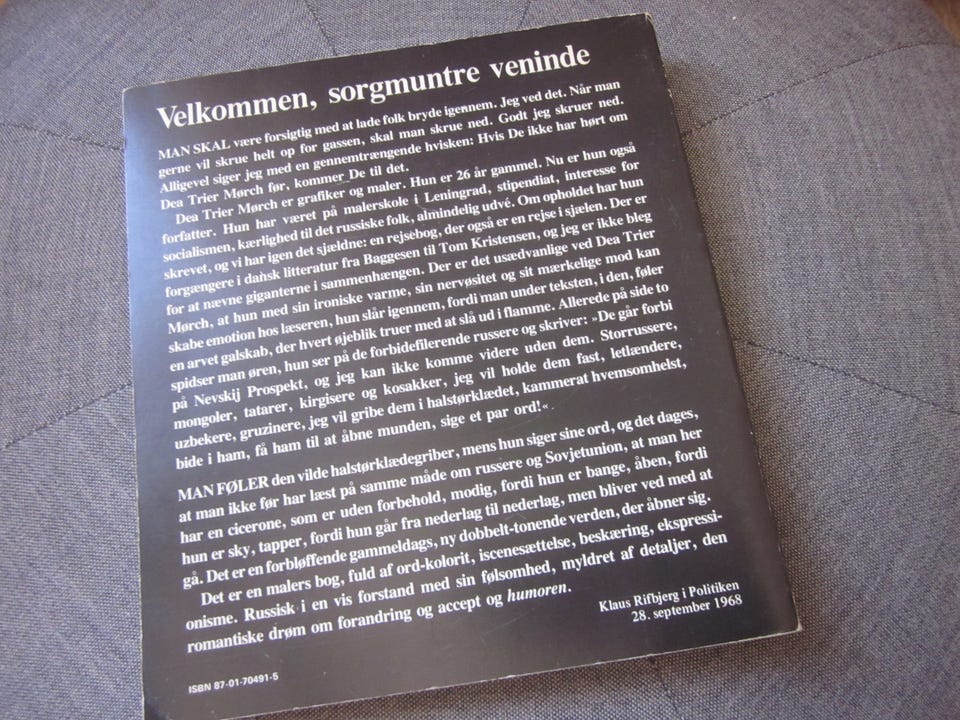 Velkommen, sorgmuntre veninde
MAN SKAL være forsigtig med at lade folk bryde igennem. Jeg ved det. Når man
gerne vil skrue helt op for gassen, skal man skrue ned. Godt jeg skruer ned.
Alligevel siger jeg med en gennemtrængende hvisken: Hvis De ikke har hørt om
Dea Trier Mørch før, kommer De til det.
Dea Trier Mørch er grafiker og maler. Hun er 26 år gammel. Nu er hun også
forfatter. Hun har været på malerskole i Leningrad, stipendiat, interesse for
socialismen, kærlighed til det russiske folk, almindelig udvé. Om opholdet har hun
skrevet, og vi har igen det sjældne: en rejsebog, der også er en rejse i sjælen. Der er
forgængere i dansk litteratur fra Baggesen til Tom Kristensen, og jeg er ikke bleg
for at nævne giganterne i sammenhængen. Der er det usædvanlige ved Dea Trier
Mørch, at hun med sin ironiske varme, sin nervøsitet og sit mærkelige mod kan
skabe emotion hos læseren, hun slår igennem, fordi man under teksten, i den, føler
en arvet galskab, der hvert øjeblik truer med at slå ud i flamme. Allerede på side to
spidser man øren, hun ser på de forbidefilerende russere og skriver: »De går forbi
på Nevskij Prospekt, og jeg kan ikke komme videre uden dem. Storrussere,
mongoler, tatarer, kirgisere og kosakker, jeg vil holde dem fast, letlændere,
uzbekere, gruzinere, jeg vil gribe dem i halstørklædet, kammerat hvemsomhelst,
bide i ham, få ham til at åbne munden, sige et par ord!«.
MAN FØLER den vilde halstørklædegriber, mens hun siger sine ord, og det dages,
at man ikke før har læst på samme måde om russere og Sovjetunion, at man her
har en cicerone, som er uden forbehold, modig, fordi hun er bange, åben, fordi
hun er sky, tapper, fordi hun går fra nederlag til nederlag, men bliver ved med at
gå. Det er en forbløffende gammeldags, ny dobbelt-tonende verden, der åbner sig.
Det er en malers bog, fuld af ord-kolorit, iscenesættelse, beskæring, ekspressi-
onisme. Russisk i en vis forstand med sin følsomhed, myldret af detaljer, den
romantiske drøm om forandring og accept og humoren.
Klaus Rifbjerg i Politiken
28. september 1968
ISBN 87-01-70491-5